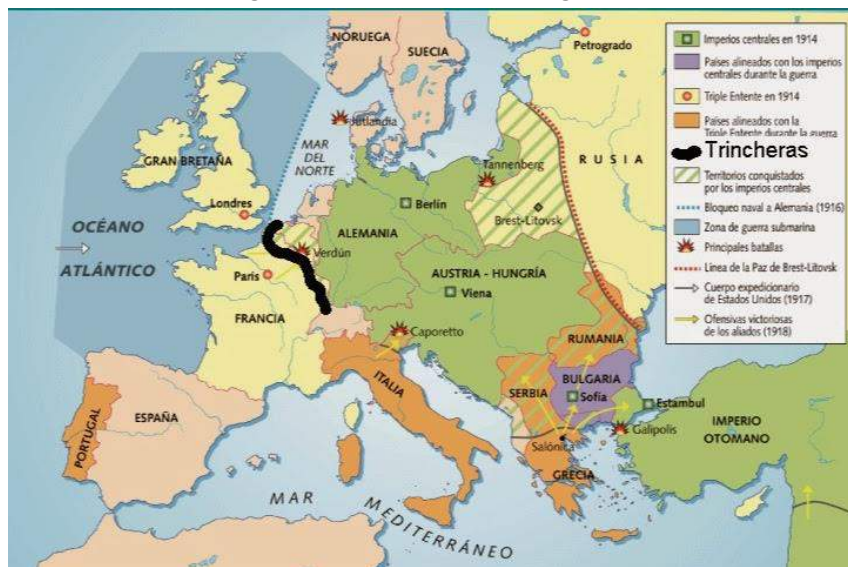 NORUEGA
SUECIA
Petrogrado
Jutlandia
MAR
DEL
NORTE
GRAN BRETAÑA
RUSIA
Tannenberg
Londres
Berlín
Brest-Litovsk
ALEMANIA
OCÉANO
ATLÁNTICO
Verdún
París
AUSTRIA - HUNGRÍA
Viena
FRANCIA
Caporetto
RUMANIA
ITALIA
SERBIA
BULGARIA
Sofía
Estambul
PORTUGAL
ESPAÑA
Galípolis
IMPERIO
OTOMANO
Salónica
GRECIA
MAR
MEDITERRÁNEO
Imperios centrales en 1914
Países alineados con los imperios
centrales durante la guerra
Triple Entente en 1914
Países alineados con la
Triple Entente durante la guerra
Trincheras
Territorios conquistados
por los imperios centrales
Bloqueo naval a Alemania (1916)
Zona de guerra submarina
Principales batallas
Línea de la Paz de Brest-Litovsk
Cuerpo expedicionario
de Estados Unidos (1917)
Ofensivas victoriosas
de los aliados (1918)